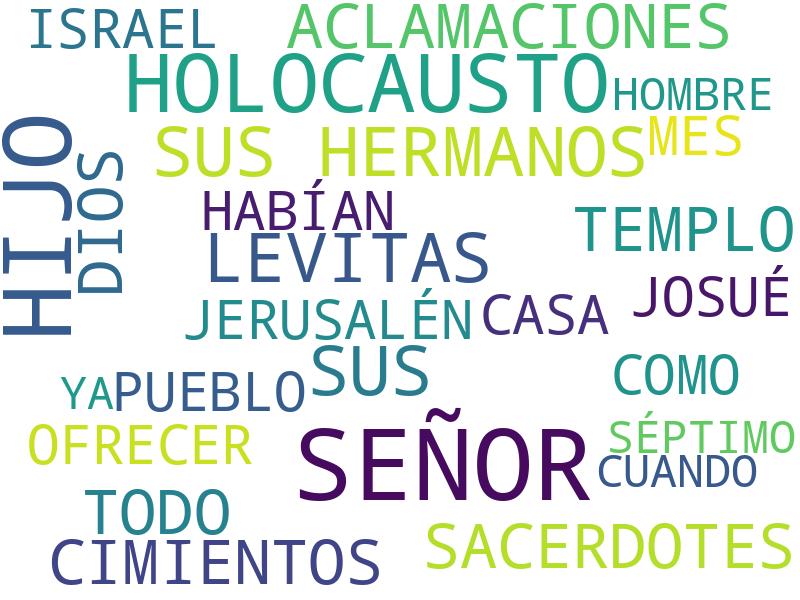 ISRAEL
ACLAMACIONES
HOLOCAUSTO
HOMBRE
HIJO
DIOS
SUS HERMANOS
MES
HABÍAN
TEMPLO
LEVITAS
JOSUÉ
JERUSALÉN
CASA
SUS
COMO
YA
PUEBLO
OFRECER
SEÑOR
SÉPTIMO
CUANDO
TODO
CIMIENTOS
SACERDOTES